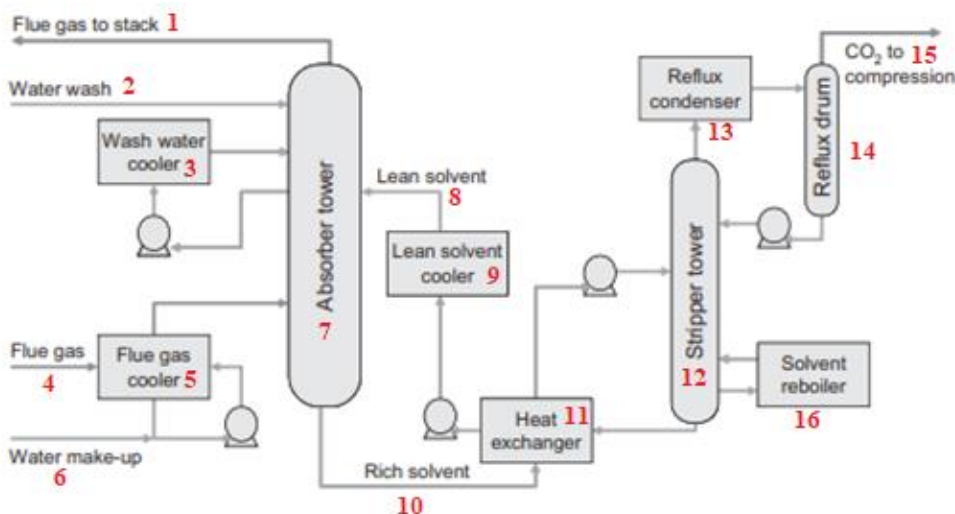 Flue gas to stack 1
Water wash 2
Wash water
cooler 3
Flue gas
4
Flue gas
cooler 5
Water make-up
6
Absorber tower
7
Lean solvent
8
Lean solvent
cooler 9
Rich solvent
10
Heat 11
exchanger
Stripper tower
12
Reflux
condenser
13
Reflux drum
14
CO₂ to 15
compression
Solvent
reboiler
16